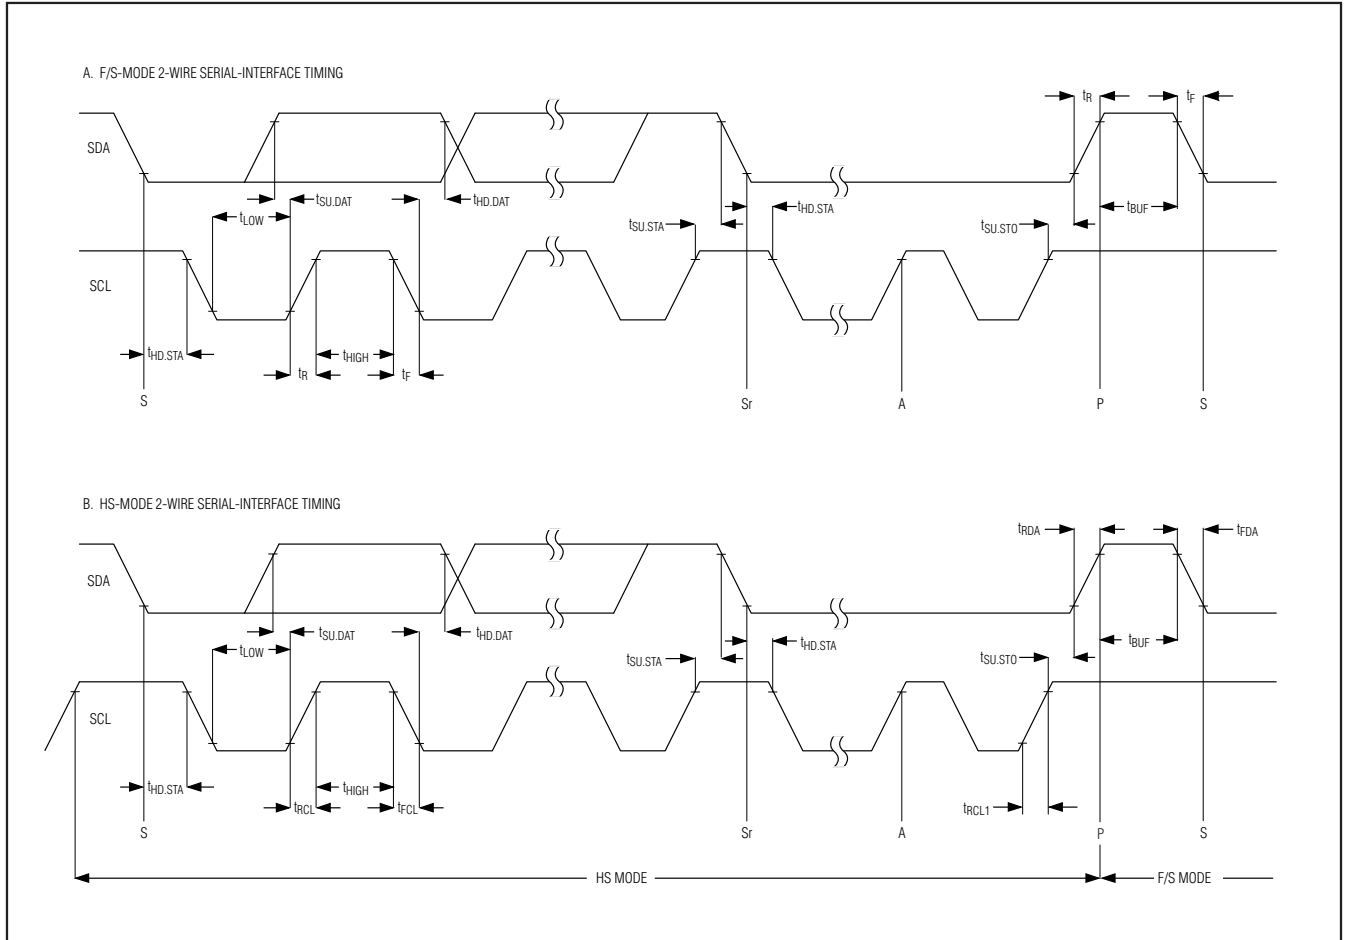 A. F/S-MODE 2-WIRE SERIAL-INTERFACE TIMING
tR
tF
SDA
tSU.DAT
tHD.DAT
tHD.STA
tLOW
tBUF
tSU.STA
tSU.STO
SCL
tHD.STA
tHIGH
tR
tF
S
Sr
A
P
S
B. HS-MODE 2-WIRE SERIAL-INTERFACE TIMING
tRDA
tFDA
SDA
tSU.DAT
tHD.DAT
tHD.STA
tBUF
tLOW
tSU.STA
tSU.STO
SCL
tHD.STA
tHIGH
tRCL
tFCL
tRCL1
S
Sr
A
P
S
HS MODE
F/S MODE